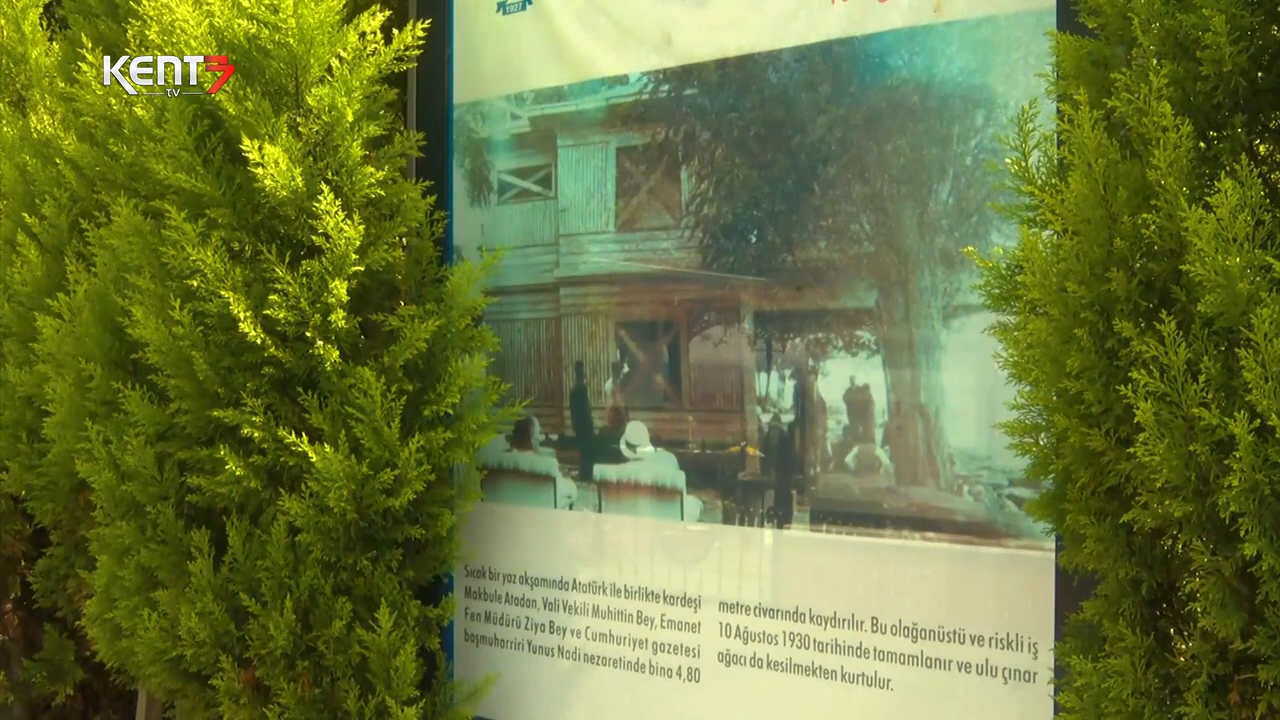 KENT
TV
1927
Sıcak bir yaz akşamında Atatürk ile birlikte kardeşi
Makbule Atadan, Vali Vekili Muhittin Bey, Emanet
Fen Müdürü Ziya Bey ve Cumhuriyet gazetesi
başmuharriri Yunus Nadi nezaretinde bina 4,80
metre civarında kaydırılır. Bu olağanüstü ve riskli iş
10 Ağustos 1930 tarihinde tamamlanır ve ulu çınar
ağacı da kesilmekten kurtulur.